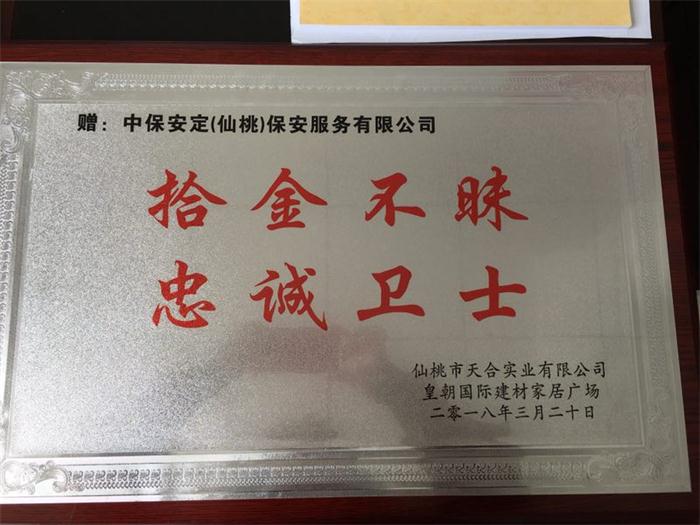 赠：中保安定(仙桃)保安服务有限公司
拾金不昧
忠诚卫士
仙桃市天合实业有限公司
皇朝国际建材家居广场
二零一八年三月二十日